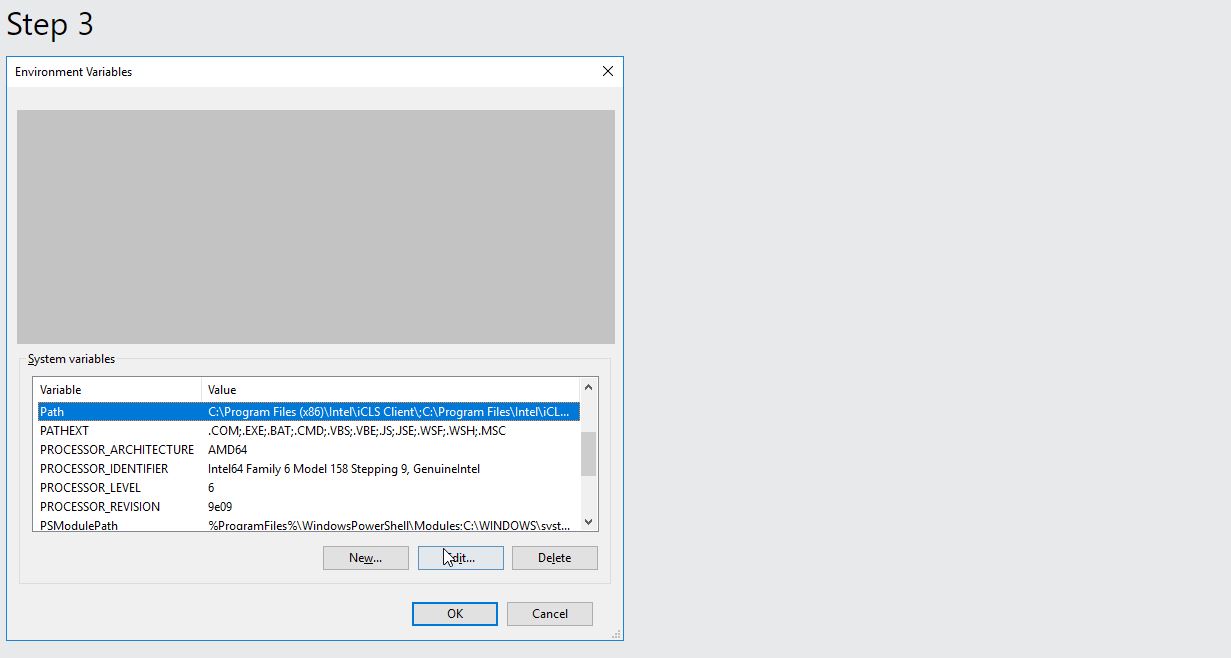 Step 3
Environment Variables
System variables
Variable Value
Path C:\Program Files (x86)\Intel\iCLS Client\;C:\Program Files\Intel\iCL...
PATHEXT .COM;.EXE;.BAT;.CMD;.VBS;.VBE;.JS;.JSE;.WSF;.WSH;.MSC
PROCESSOR_ARCHITECTURE AMD64
PROCESSOR_IDENTIFIER Intel64 Family 6 Model 158 Stepping 9, GenuineIntel
PROCESSOR_LEVEL 6
PROCESSOR_REVISION 9e09
PSModulePath %ProgramFiles%\WindowsPowerShell\Modules;C:\WINDOWS\syst...
New... Edit... Delete
OK Cancel